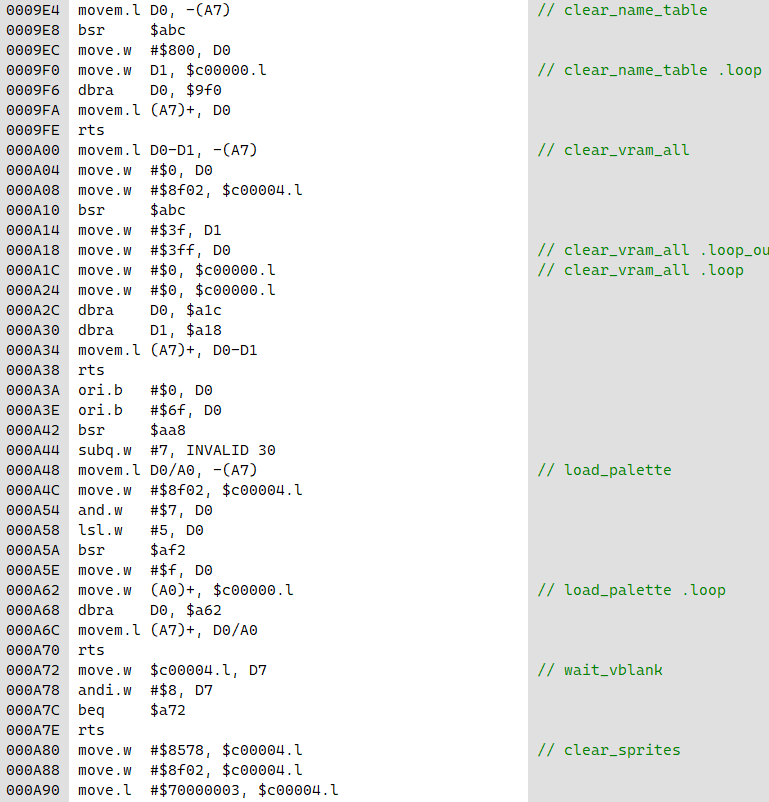 0009E4 movem.l D0, -(A7) // clear_name_table
0009E8 bsr $abc
0009EC move.w #$800, D0
0009F0 move.w D1, $c00000.l // clear_name_table .loop
0009F6 dbra D0, $9f0
0009FA movem.l (A7)+, D0
0009FE rts
000A00 movem.l D0-D1, -(A7) // clear_vram_all
000A04 move.w #$0, D0
000A08 move.w #$8f02, $c00004.l
000A10 bsr $abc
000A14 move.w #$3f, D1
000A18 move.w #$3ff, D0 // clear_vram_all .loop_ou
000A1C move.w #$0, $c00000.l // clear_vram_all .loop
000A24 move.w #$0, $c00000.l
000A2C dbra D0, $a1c
000A30 dbra D1, $a18
000A34 movem.l (A7)+, D0-D1
000A38 rts
000A3A ori.b #$0, D0
000A3E ori.b #$6f, D0
000A42 bsr $aa8
000A44 subq.w #7, INVALID 30
000A48 movem.l D0/A0, -(A7) // load_palette
000A4C move.w #$8f02, $c00004.l
000A54 and.w #$7, D0
000A58 lsl.w #5, D0
000A5A bsr $af2
000A5E move.w #$f, D0
000A62 move.w (A0)+, $c00000.l // load_palette .loop
000A68 dbra D0, $a62
000A6C movem.l (A7)+, D0/A0
000A70 rts
000A72 move.w $c00004.l, D7 // wait_vblank
000A78 andi.w #$8, D7
000A7C beq $a72
000A7E rts
000A80 move.w #$8578, $c00004.l // clear_sprites
000A88 move.w #$8f02, $c00004.l
000A90 move.l #$70000003, $c00004.l